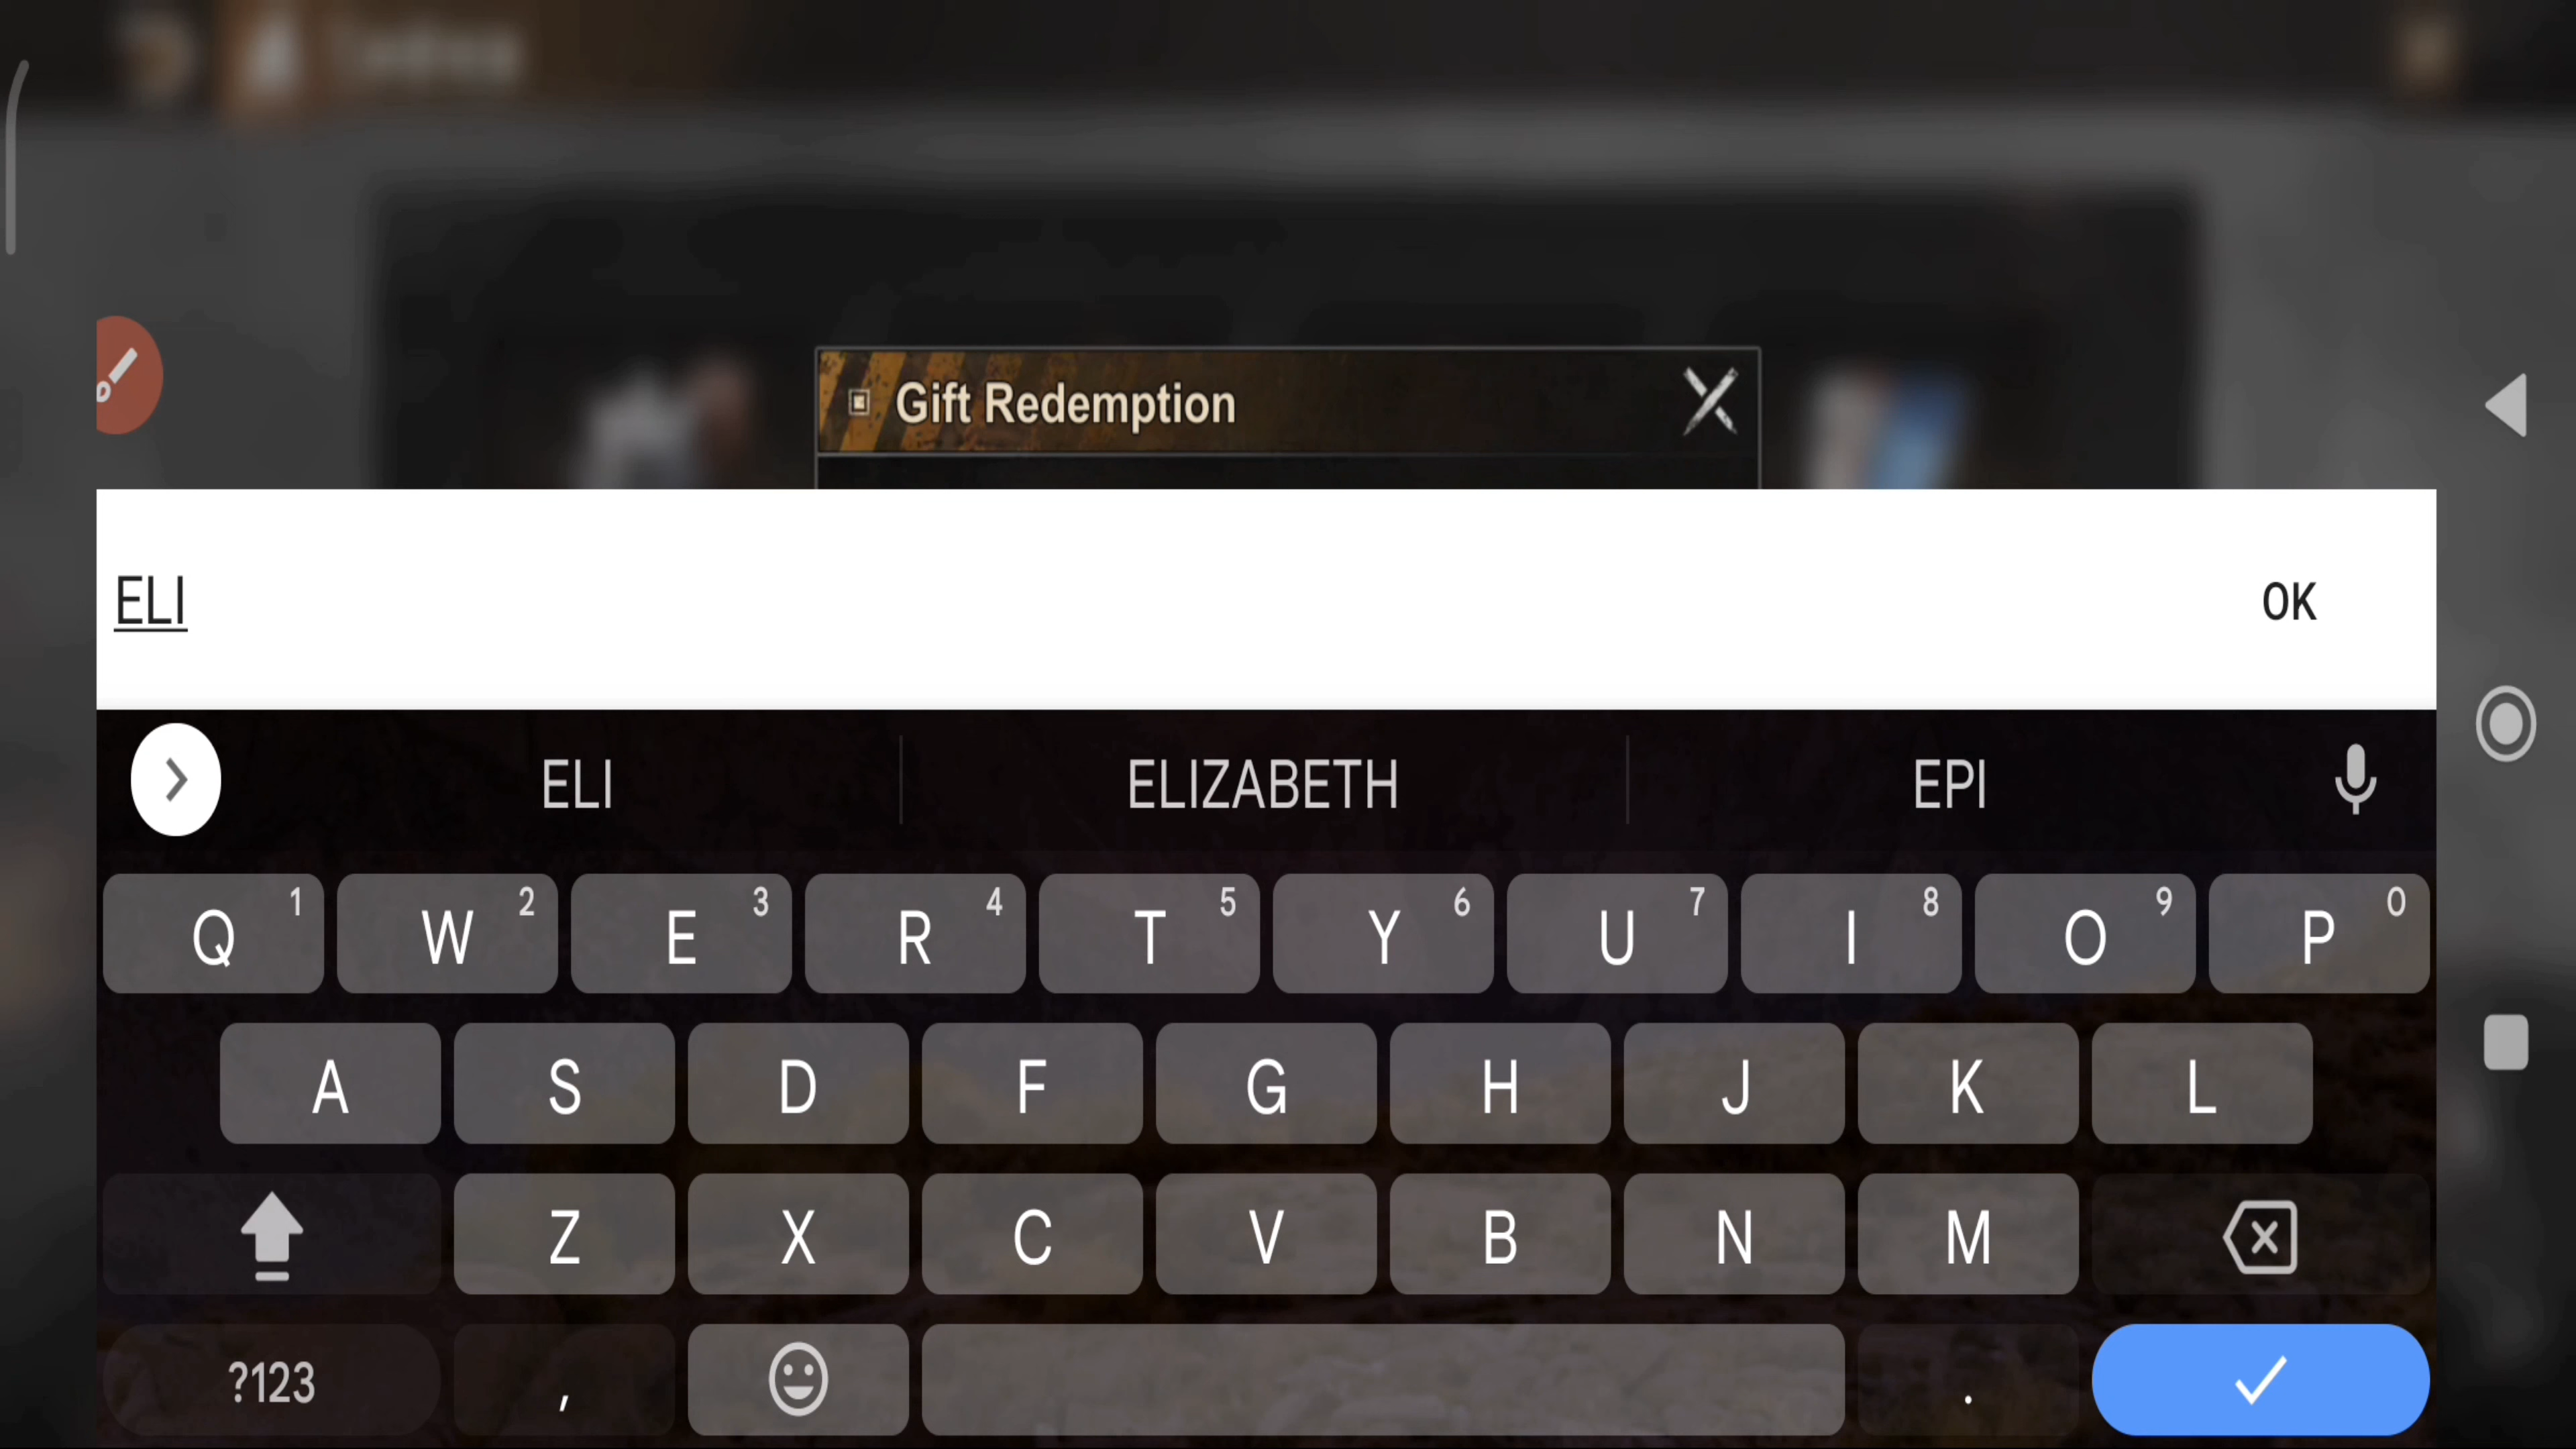 Gift Redemption
ELI
OK
ELI ELIZABETH EPI
Q 1 W 2 E 3 R 4 T 5 Y 6 U 7 I 8 O 9 P 0
A S D F G H J K L
Z X C V B N M
?123 , .